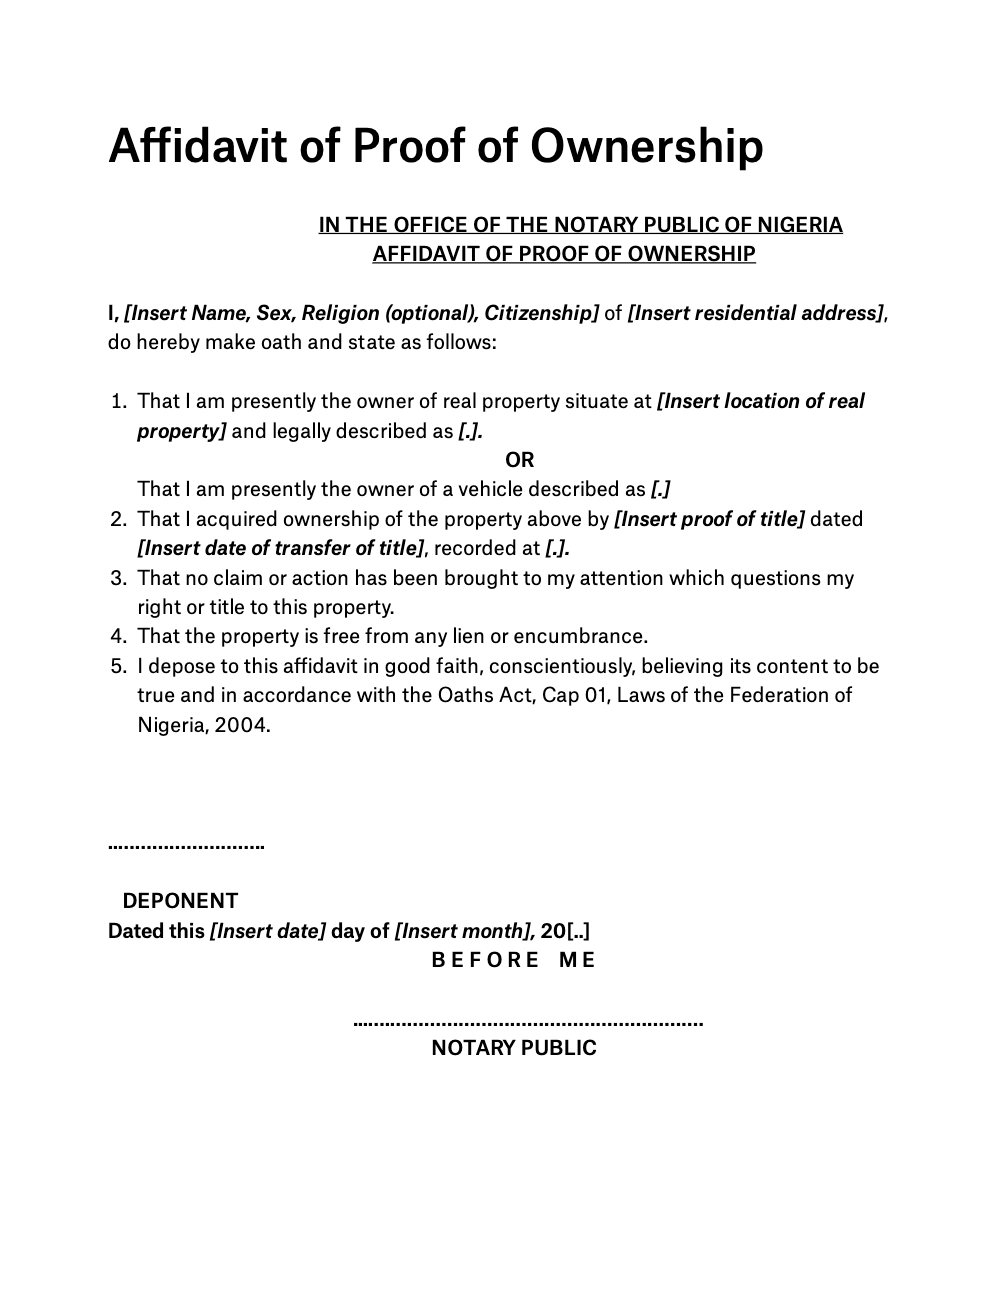 Affidavit of Proof of Ownership
IN THE OFFICE OF THE NOTARY PUBLIC OF NIGERIA
AFFIDAVIT OF PROOF OF OWNERSHIP
I, [Insert Name, Sex, Religion (optional), Citizenship] of [Insert residential address],
do hereby make oath and state as follows:
1. That I am presently the owner of real property situate at [Insert location of real
property] and legally described as [.].
OR
That I am presently the owner of a vehicle described as [.]
2. That I acquired ownership of the property above by [Insert proof of title] dated
[Insert date of transfer of title], recorded at [.].
3. That no claim or action has been brought to my attention which questions my
right or title to this property.
4. That the property is free from any lien or encumbrance.
5. I depose to this affidavit in good faith, conscientiously, believing its content to be
true and in accordance with the Oaths Act, Cap 01, Laws of the Federation of
Nigeria, 2004.
.............................
DEPONENT
Dated this [Insert date] day of [Insert month], 20[..]
B E F O R E M E
.................................................................
NOTARY PUBLIC